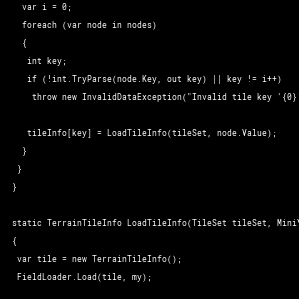 var i = 0;
foreach (var node in nodes)
{
int key;
if (!int.TryParse(node.Key, out key) || key != i++)
throw new InvalidDataException("Invalid tile key '{0}
tileInfo[key] = LoadTileInfo(tileSet, node.Value);
}
}
}
static TerrainTileInfo LoadTileInfo(TileSet tileSet, MiniY
{
var tile = new TerrainTileInfo();
FieldLoader.Load(tile, my);